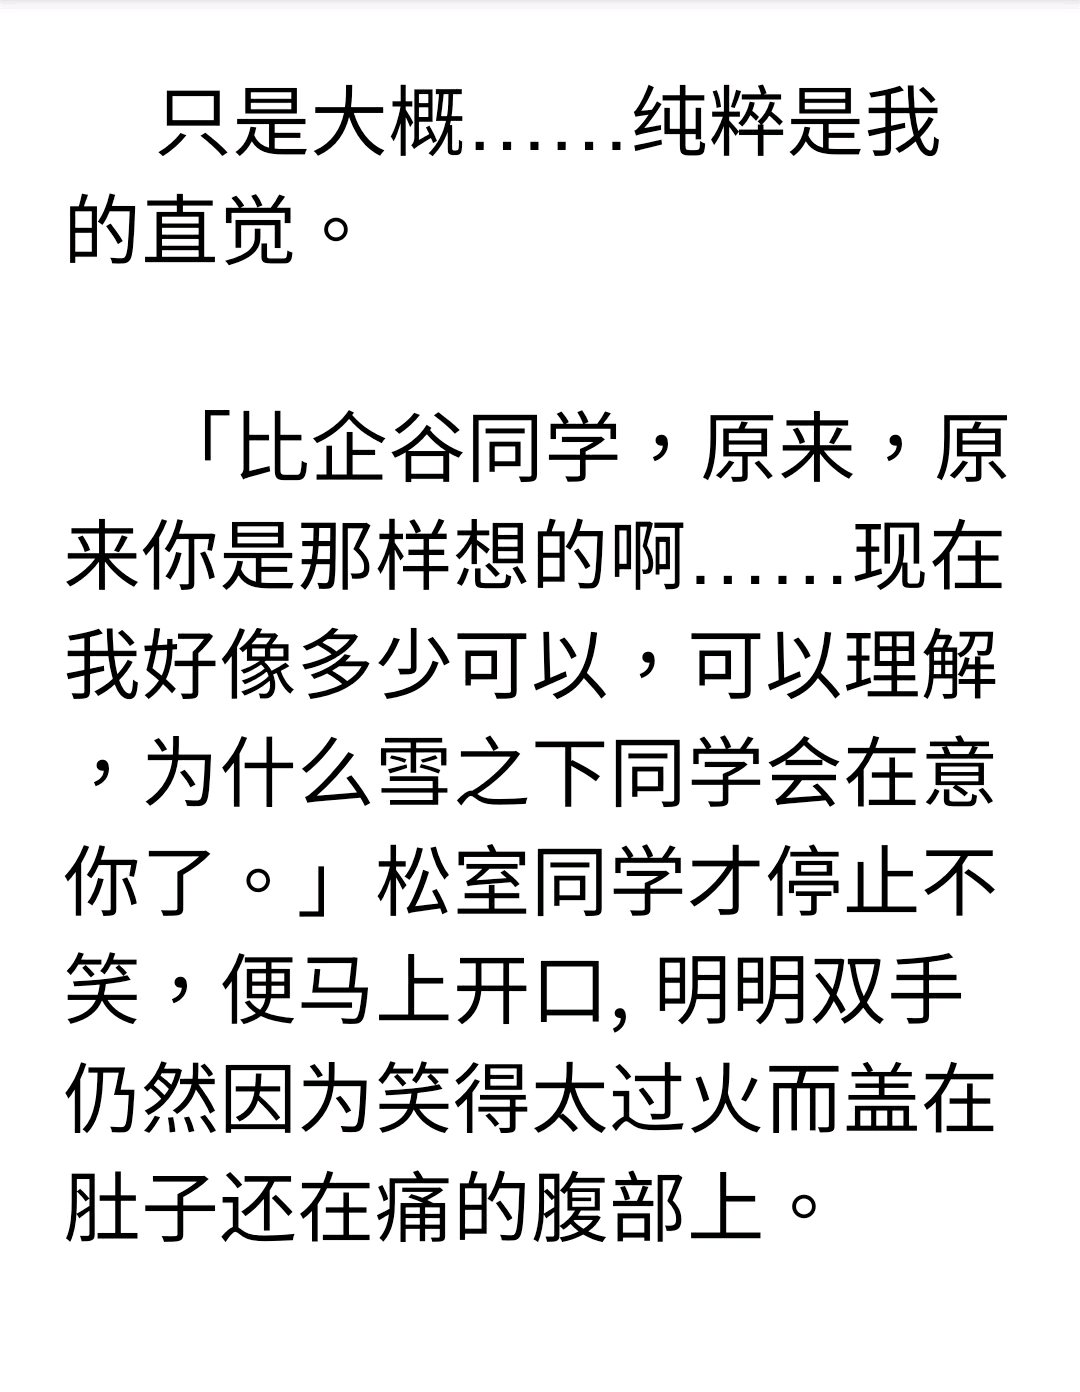 只是大概……纯粹是我
的直觉。
「比企谷同学，原来，原
来你是那样想的啊……现在
我好像多少可以，可以理解
，为什么雪之下同学会在意
你了。」松室同学才停止不
笑，便马上开口, 明明双手
仍然因为笑得太过火而盖在
肚子还在痛的腹部上。